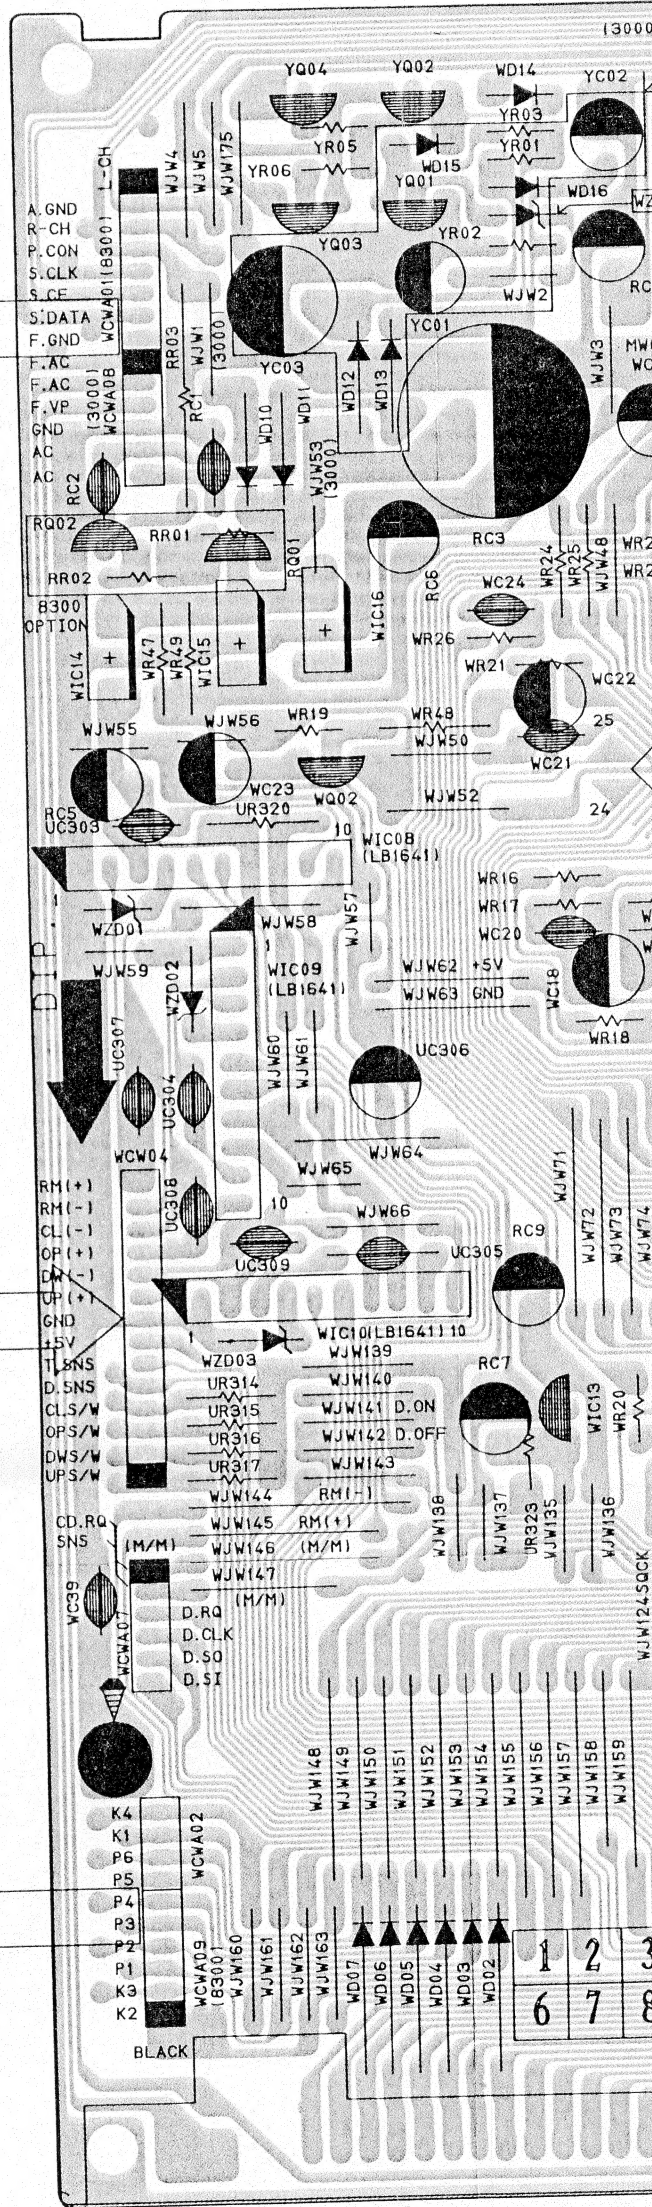 (3000
YQ04
YQ02
WD14
YC02
YR03
YR05
YR01
WD15
YR06
L-CH
WJW4
WJW5
WJW175
YQ01
WD16
A.GND
R-CH
P.CON
S.CLK
S.CE
S.DATA
F.GND
F.AC
F.AC
F.VP
GND
AC
AC
WCWA01(8300)
YQ03
YR02
RC
WJW2
YC01
RR03
WJW1
(3000)
YC03
WJW3
(3000)
WCWA08
RC1
WD12
WD13
WD10
WD11
WJW53
(3000)
RC2
RC3
RQ02
RR01
RQ01
RR02
RC6
WIC16
WR24
WR25
WJW48
WC24
8300
OPTION
WIC14
+
WR47
WR49
WIC15
+
+
WR26
WR21
WC22
WJW55
WJW56
WR19
WR48
WJW50
25
WC21
WC23
WQ02
WJW52
RC5
UC303
UR320
24
10
WIC08
(LB1641)
WR16
WR17
WJW57
WC20
WZD01
WJW58
DIP
WJW59
WZD02
1
WIC09
(LB1641)
WJW62 +5V
WJW63 GND
WC18
WR18
UC307
UC304
WJW60
WJW61
UC306
WCW04
WJW64
WJW65
WJW71
WJW72
WJW73
WJW74
RM(+)
RM(-)
CL(-)
OP(+)
DW(-)
UP(+)
GND
+5V
T.SNS
D.SNS
CLS/W
OPS/W
DWS/W
UPS/W
UC308
10
WJW66
UC309
UC305
RC9
1
WIC10(LB1641)10
WZD03
WJW139
UR314
WJW140
RC7
UR315
WJW141 D.ON
UR316
WJW142 D.OFF
UR317
WJW143
WIC13
WR20
WJW144
RM(-)
WJW145
RM(+)
WJW146
(M/M)
WJW147
(M/M)
WJW138
WJW137
UR323
WJW135
WJW136
CD.RQ
SNS
(M/M)
WC39
WCWA07
D.RQ
D.CLK
D.SO
D.SI
WJW124SQCK
WJW148
WJW149
WJW150
WJW151
WJW152
WJW153
WJW154
WJW155
WJW156
WJW157
WJW158
WJW159
K4
K1
P6
P5
P4
P3
P2
P1
K3
K2
WCWA02
WCWA09
(8300)
WJW160
WJW161
WJW162
WJW163
WD07
WD06
WD05
WD04
WD03
WD02
1 2 3
6 7 8
BLACK